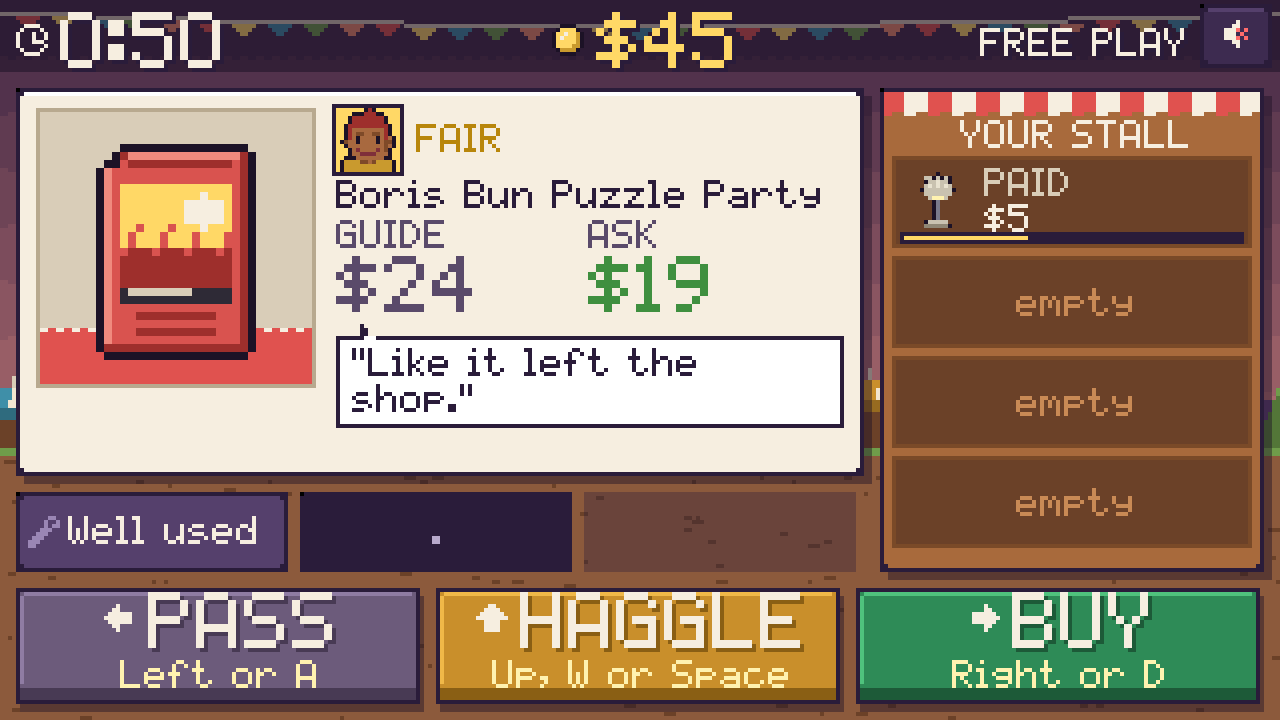 0:50
$45
FREE PLAY
FAIR
Boris Bun Puzzle Party
GUIDE
ASK
$24
$19
"Like it left the
shop."
YOUR STALL
PAID
$5
empty
empty
empty
Well used
.
PASS
Left or A
HAGGLE
Up, W or Space
BUY
Right or D